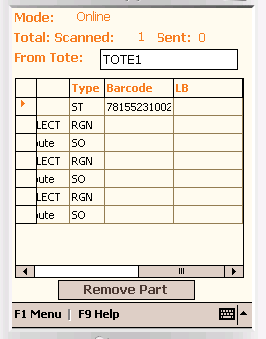 Mode: Online
Total: Scanned: 1 Sent: 0
From Tote: TOTE1
Type Barcode LB
ST 78155231002
LECT RGN
oute SO
LECT RGN
oute SO
LECT RGN
oute SO
Remove Part
F1 Menu | F9 Help